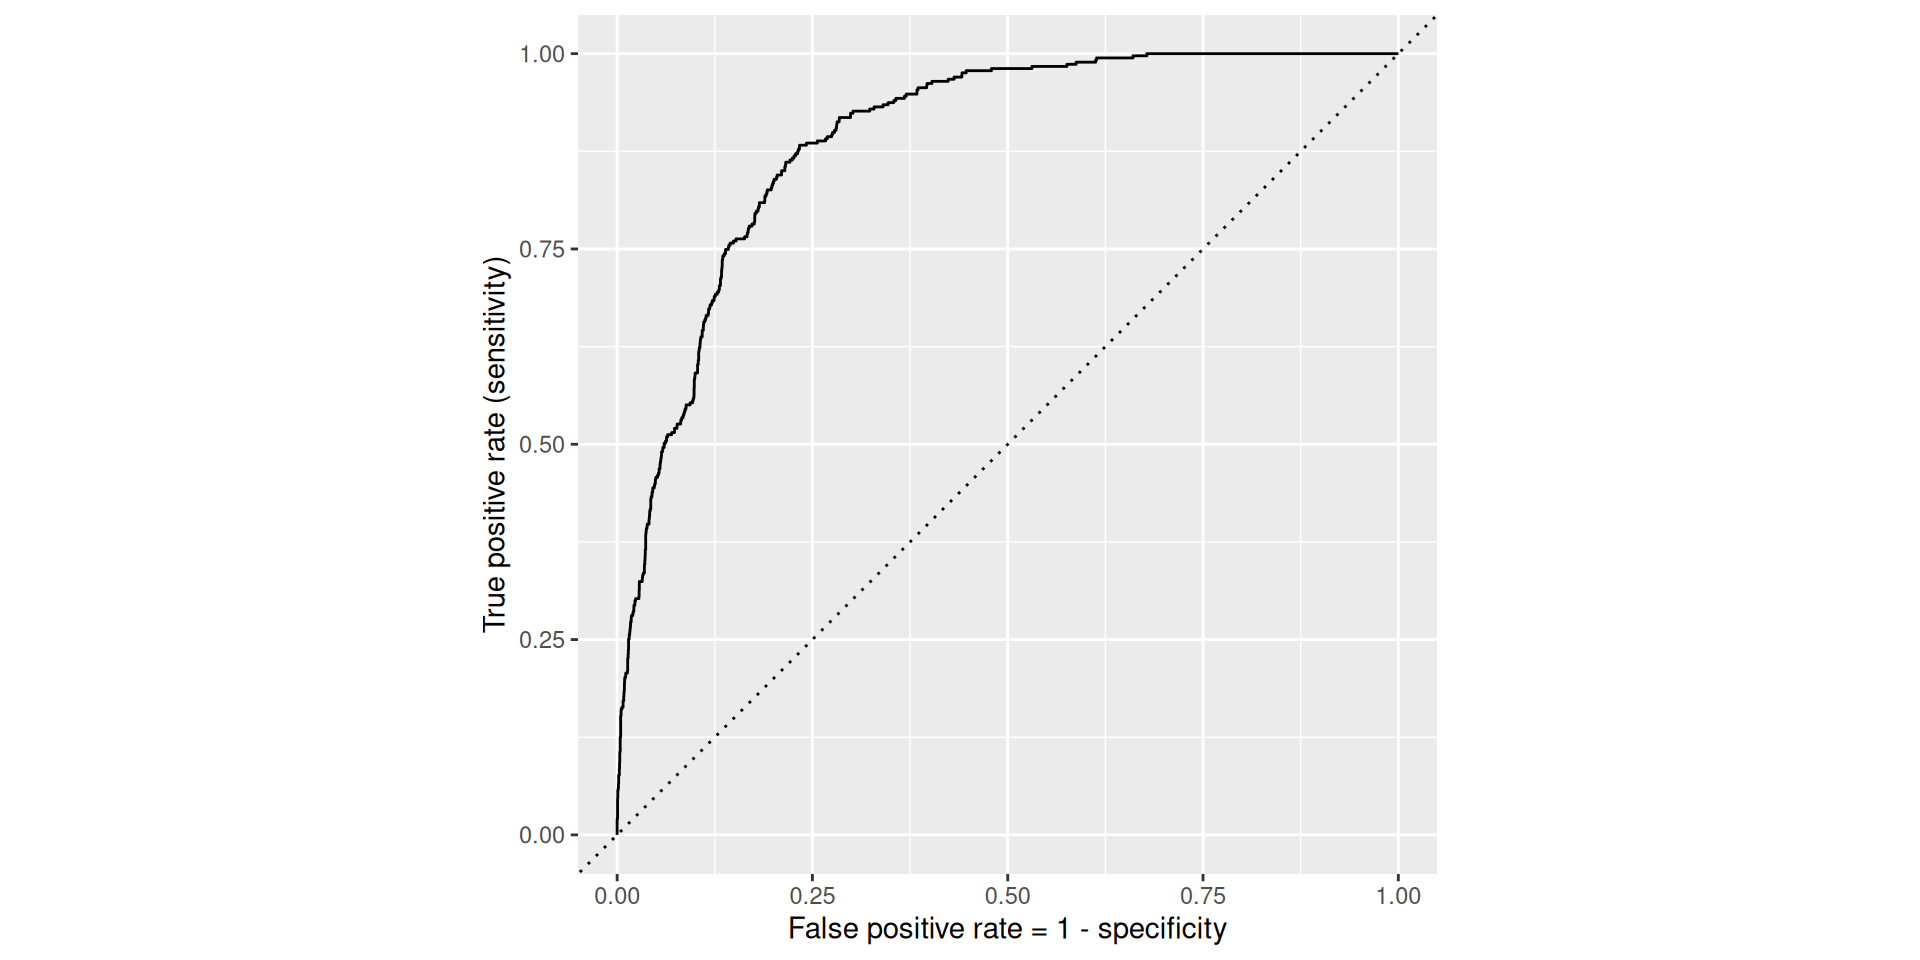 1.00
0.75
0.50
0.25
0.00
True positive rate (sensitivity)
0.00 0.25 0.50 0.75 1.00
False positive rate = 1 - specificity